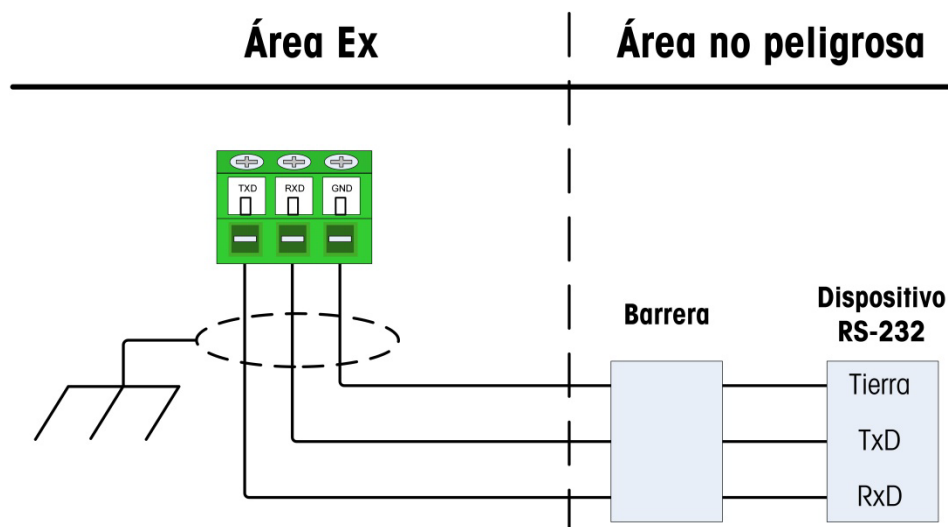 Área Ex
Área no peligrosa
TXD
RXD
GND
Barrera
Dispositivo
RS-232
Tierra
TxD
RxD